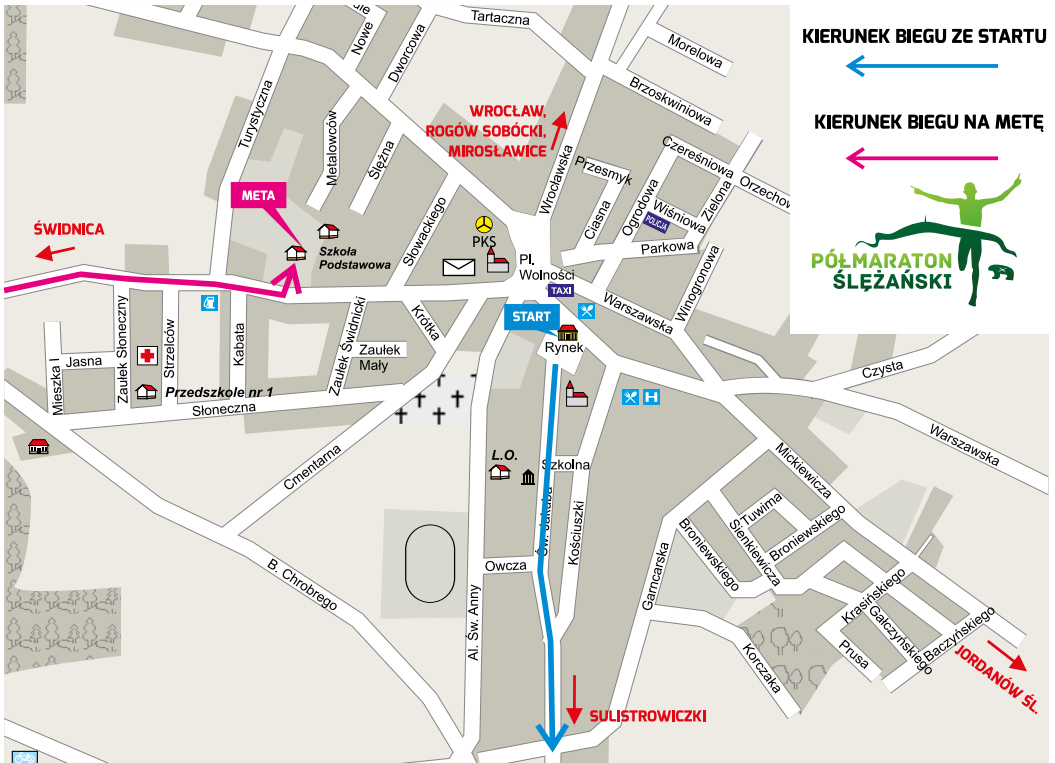 Tartaczna
Nowe
Dworcowa
Morelowa
KIERUNEK BIEGU ZE STARTU
Brzoskwiniowa
Turystyczna
WROCŁAW,
ROGÓW SOBÓCKI,
MIROSŁAWICE
KIERUNEK BIEGU NA METĘ
Metalowców
Ślężna
Wrocławska
Przesmyk
Czereśniowa
Orzechow
META
Słowackiego
Ciasna
Ogrodowa
Wiśniowa
Zielona
POLICJA
ŚWIDNICA
Szkoła
Podstawowa
PKS
Parkowa
Pl.
Wolności
PÓŁMARATON
ŚLĘŻAŃSKI
TAXI
Winogronowa
Warszawska
START
Rynek
Zaułek Słoneczny
Strzelców
Kabata
Zaułek Świdnicki
Krótka
Zaułek
Mały
Mieszka I
Jasna
Przedszkole nr 1
Słoneczna
Czysta
H
Warszawska
Mickiewicza
L.O.
Szkolna
Cmentarna
Św. Jakuba
Kościuszki
Tuwima
Sienkiewicza
Broniewskiego
Broniewskiego
Owcza
B. Chrobrego
Al. Św. Anny
Garncarska
Krasińskiego
Gałczyńskiego
Baczyńskiego
Prusa
Korczaka
JORDANÓW ŚL.
SULISTROWICZKI